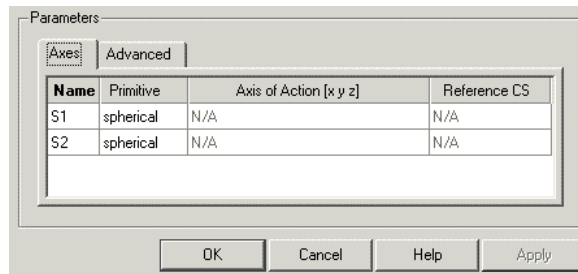 Parameters
Axes Advanced
Name Primitive Axis of Action [x y z] Reference CS
S1 spherical N/A N/A
S2 spherical N/A N/A
OK Cancel Help Apply